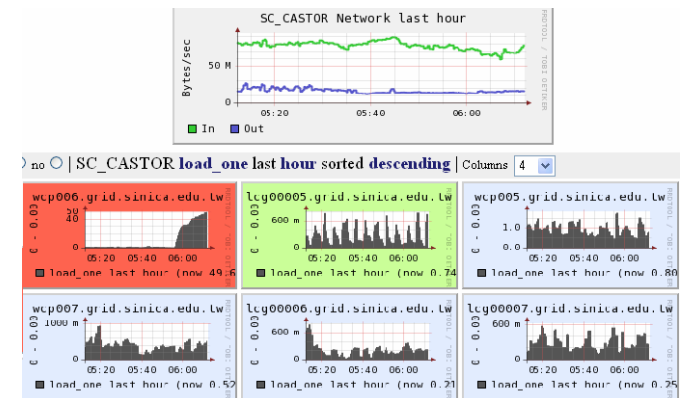 SC_CASTOR Network last hour
Bytes/sec
50 M
0
05:20 05:40 06:00
In Out
RRDTOOL / TOBI OETIKER
no | SC_CASTOR load_one last hour sorted descending | Columns 4
wcp006.grid.sinica.edu.tw lcg00005.grid.sinica.edu.tw wcp005.grid.sinica.edu.tw
50
40
0
05:20 05:40 06:00
load_one last hour (now 49.6
600 m
0
05:20 05:40 06:00
load_one last hour (now 0.74
1.0
0.0
05:20 05:40 06:00
load_one last hour (now 0.80
wcp007.grid.sinica.edu.tw lcg00006.grid.sinica.edu.tw lcg00007.grid.sinica.edu.tw
1000 m
0
05:20 05:40 06:00
load_one last hour (now 0.52
600 m
0
05:20 05:40 06:00
load_one last hour (now 0.21
600 m
0
05:20 05:40 06:00
load_one last hour (now 0.25